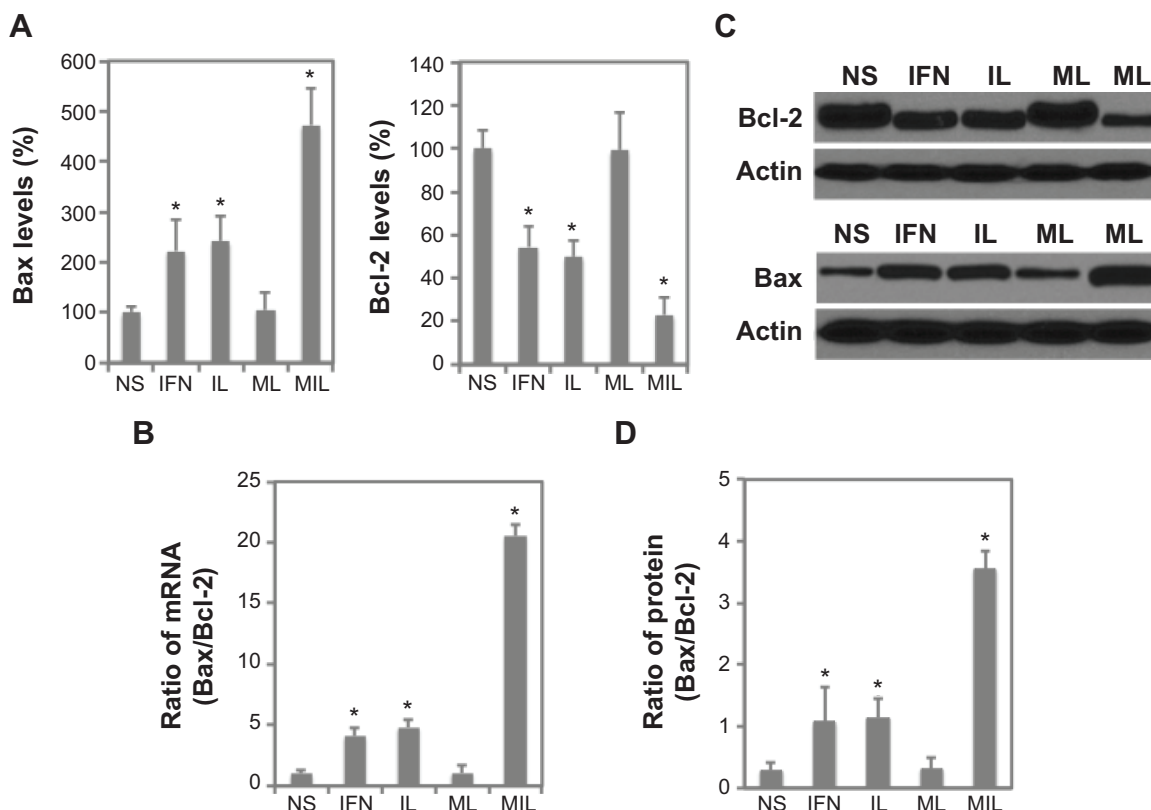 A
Bax levels (%)
600
500
400
300
200
100
0
*
*
*
NS IFN IL ML MIL
Bcl-2 levels (%)
140
120
100
80
60
40
20
0
*
*
*
NS IFN IL ML MIL
C
NS IFN IL ML ML
Bcl-2
Actin
NS IFN IL ML ML
Bax
Actin
B
Ratio of mRNA
(Bax/Bcl-2)
25
20
15
10
5
0
*
*
*
NS IFN IL ML MIL
D
Ratio of protein
(Bax/Bcl-2)
5
4
3
2
1
0
*
*
*
NS IFN IL ML MIL